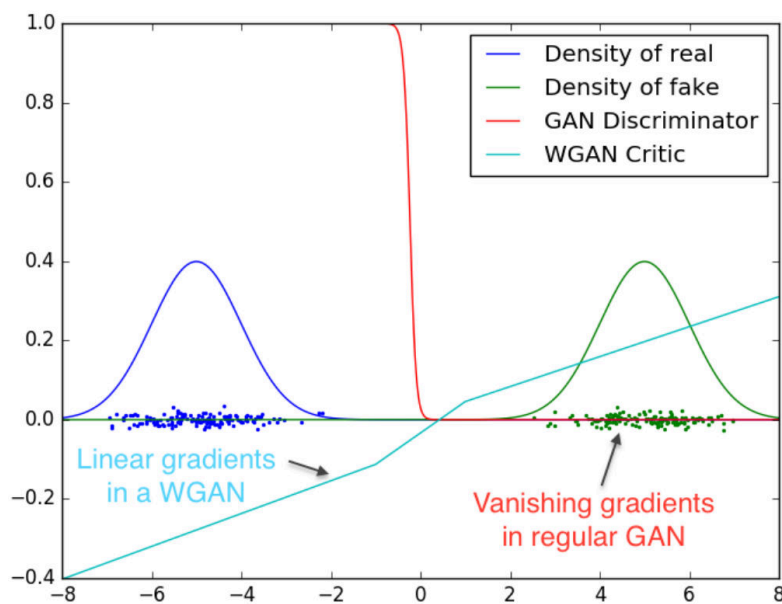 1.0
0.8
0.6
0.4
0.2
0.0
−0.2
−0.4
Density of real
Density of fake
GAN Discriminator
WGAN Critic
Linear gradients
in a WGAN
Vanishing gradients
in regular GAN
−8 −6 −4 −2 0 2 4 6 8